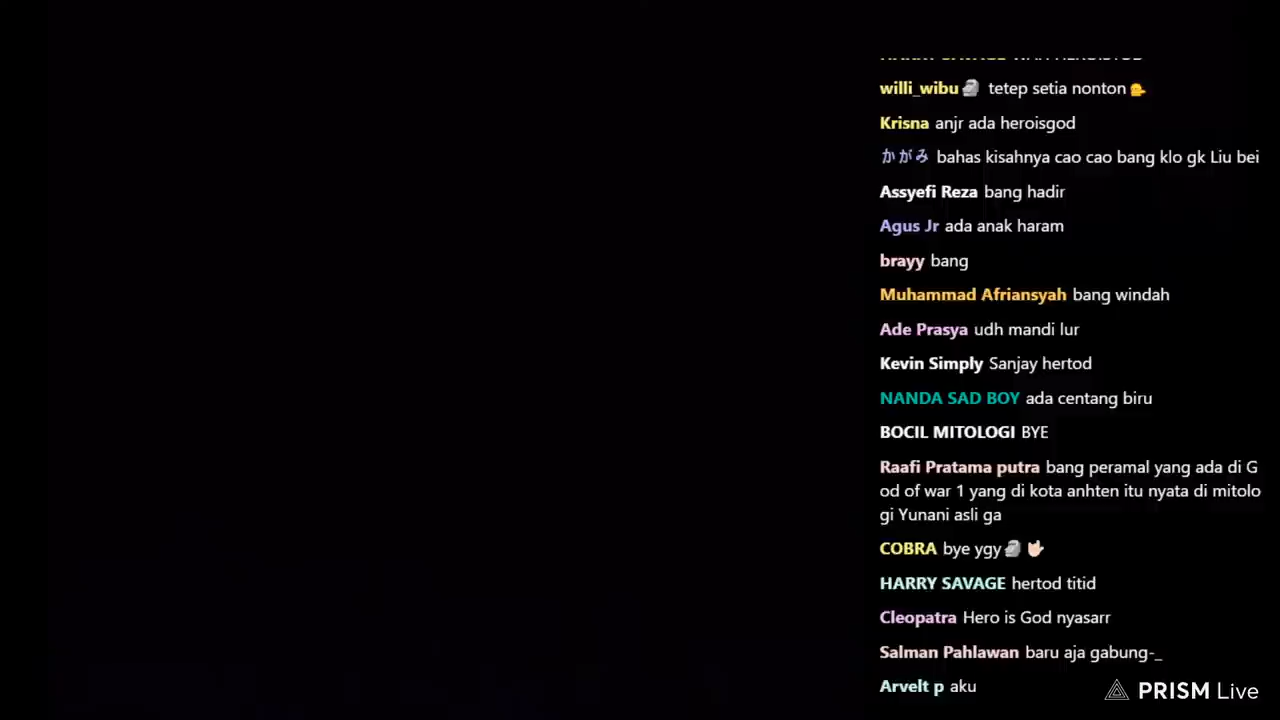 willi_wibu🗿 tetep setia nonton🙇
Krisna anjr ada heroisgod
かがみ bahas kisahnya cao cao bang klo gk Liu bei
Assyefi Reza bang hadir
Agus Jr ada anak haram
brayy bang
Muhammad Afriansyah bang windah
Ade Prasya udh mandi lur
Kevin Simply Sanjay hertod
NANDA SAD BOY ada centang biru
BOCIL MITOLOGI BYE
Raafi Pratama putra bang peramal yang ada di G
od of war 1 yang di kota anhten itu nyata di mitolo
gi Yunani asli ga
COBRA bye ygy🗿🤟🏻
HARRY SAVAGE hertod titid
Cleopatra Hero is God nyasarr
Salman Pahlawan baru aja gabung-_
Arvelt p aku
PRISM Live